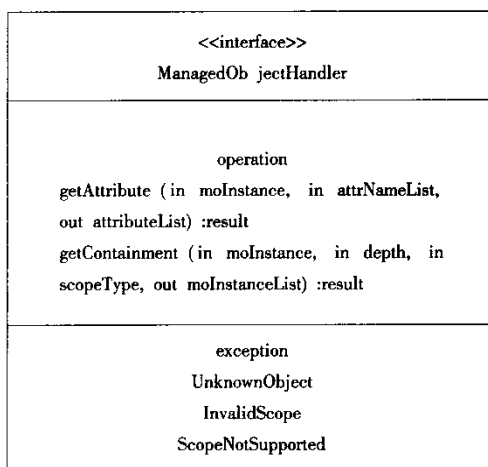 <<interface>>
ManagedOb jectHandler
operation
getAttribute ( in moInstance, in attrNameList,
out attributeList) :result
getContainment ( in moInstance, in depth, in
scopeType, out moInstanceList) :result
exception
UnknownObject
InvalidScope
ScopeNotSupported